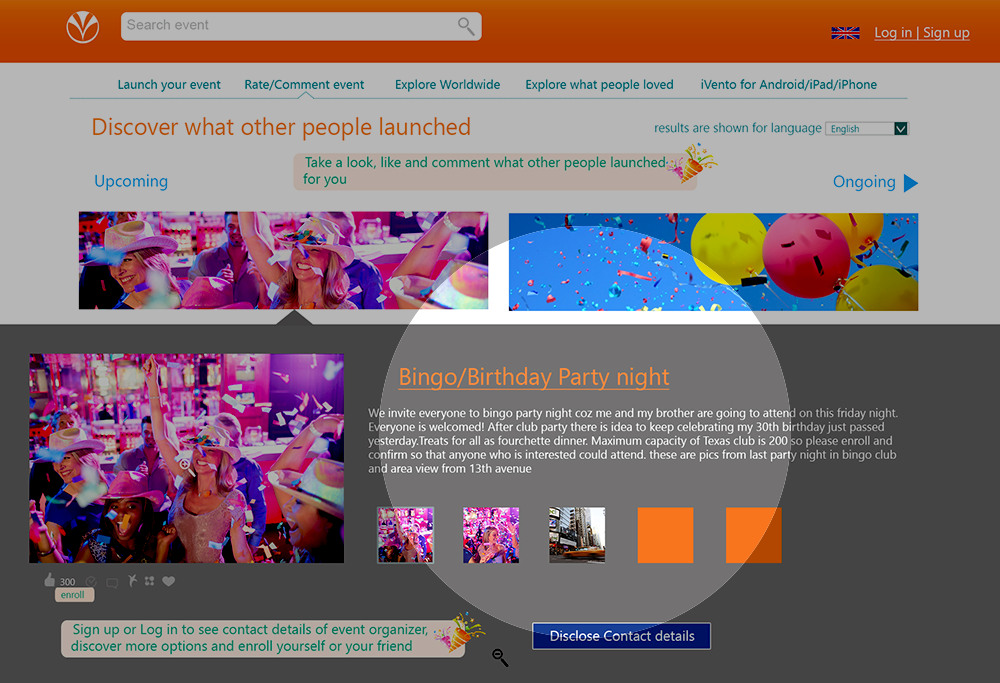 Search event
Log in | Sign up
Launch your event
Rate/Comment event
Explore Worldwide
Explore what people loved
iVento for Android/iPad/iPhone
Discover what other people launched
results are shown for language
English
Take a look, like and comment what other people launched
for you
Upcoming
Ongoing
Bingo/Birthday Party night
We invite everyone to bingo party night coz me and my brother are going to attend on this friday night.
Everyone is welcomed! After club party there is idea to keep celebrating my 30th birthday just passed
yesterday.Treats for all as fourchette dinner. Maximum capacity of Texas club is 200 so please enroll and
confirm so that anyone who is interested could attend. these are pics from last party night in bingo club
and area view from 13th avenue
300
enroll
Sign up or Log in to see contact details of event organizer,
discover more options and enroll yourself or your friend
Disclose Contact details